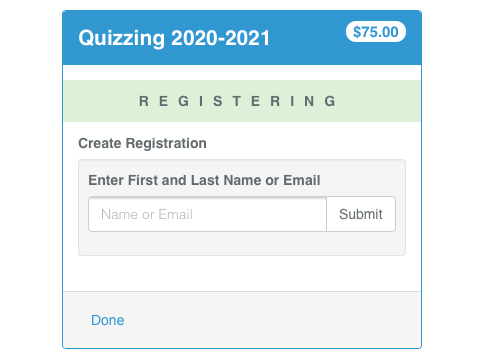 Quizzing 2020-2021 $75.00
REGISTERING
Create Registration
Enter First and Last Name or Email
Name or Email Submit
Done